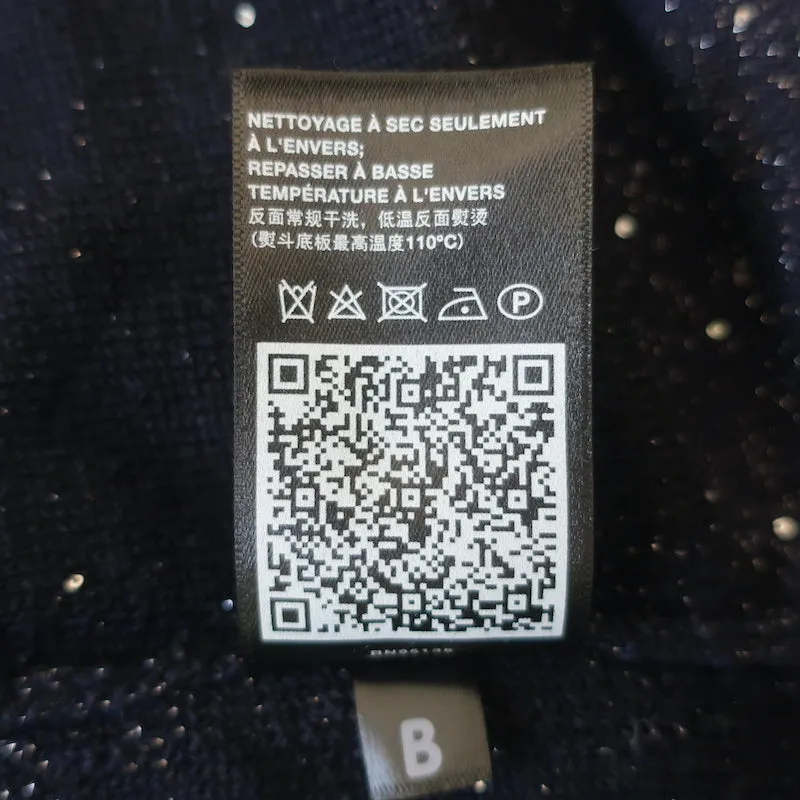 NETTOYAGE À SEC SEULEMENT
À L'ENVERS;
REPASSER À BASSE
TEMPÉRATURE À L'ENVERS
反面常规干洗，低温反面熨烫
(熨斗底板最高温度110℃)
P
B